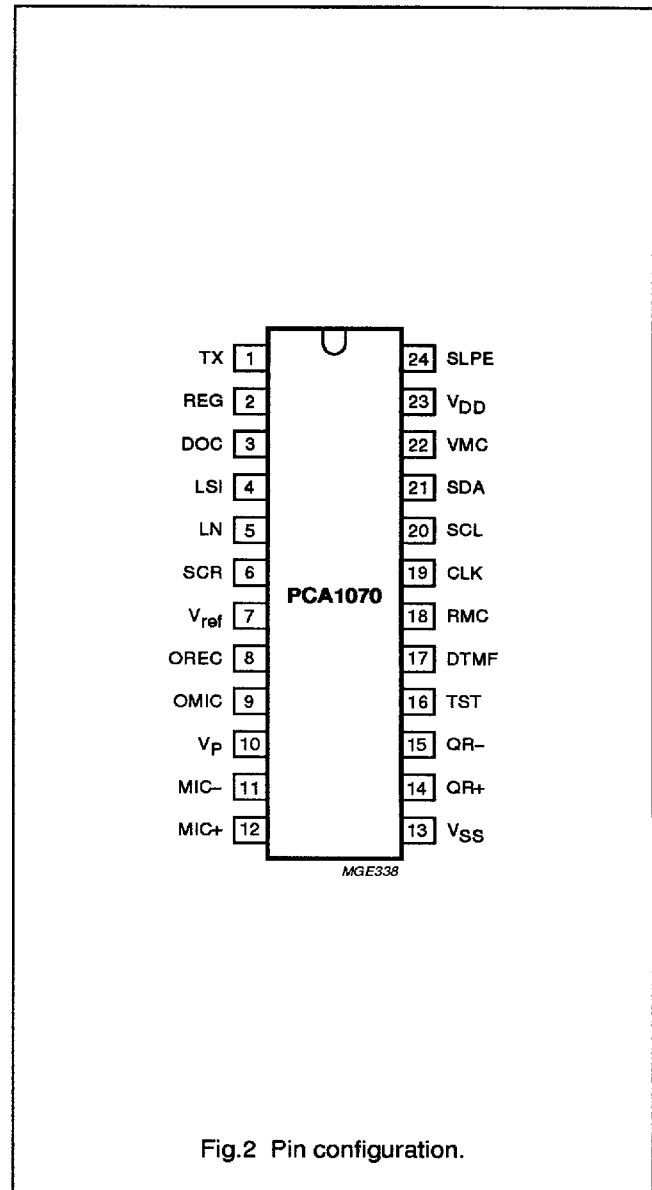 TX 1 24 SLPE
REG 2 23 VDD
DOC 3 22 VMC
LSI 4 21 SDA
LN 5 20 SCL
SCR 6 19 CLK
PCA1070
Vref 7 18 RMC
OREC 8 17 DTMF
OMIC 9 16 TST
VP 10 15 QR−
MIC− 11 14 QR+
MIC+ 12 13 VSS
MGE338
Fig.2 Pin configuration.